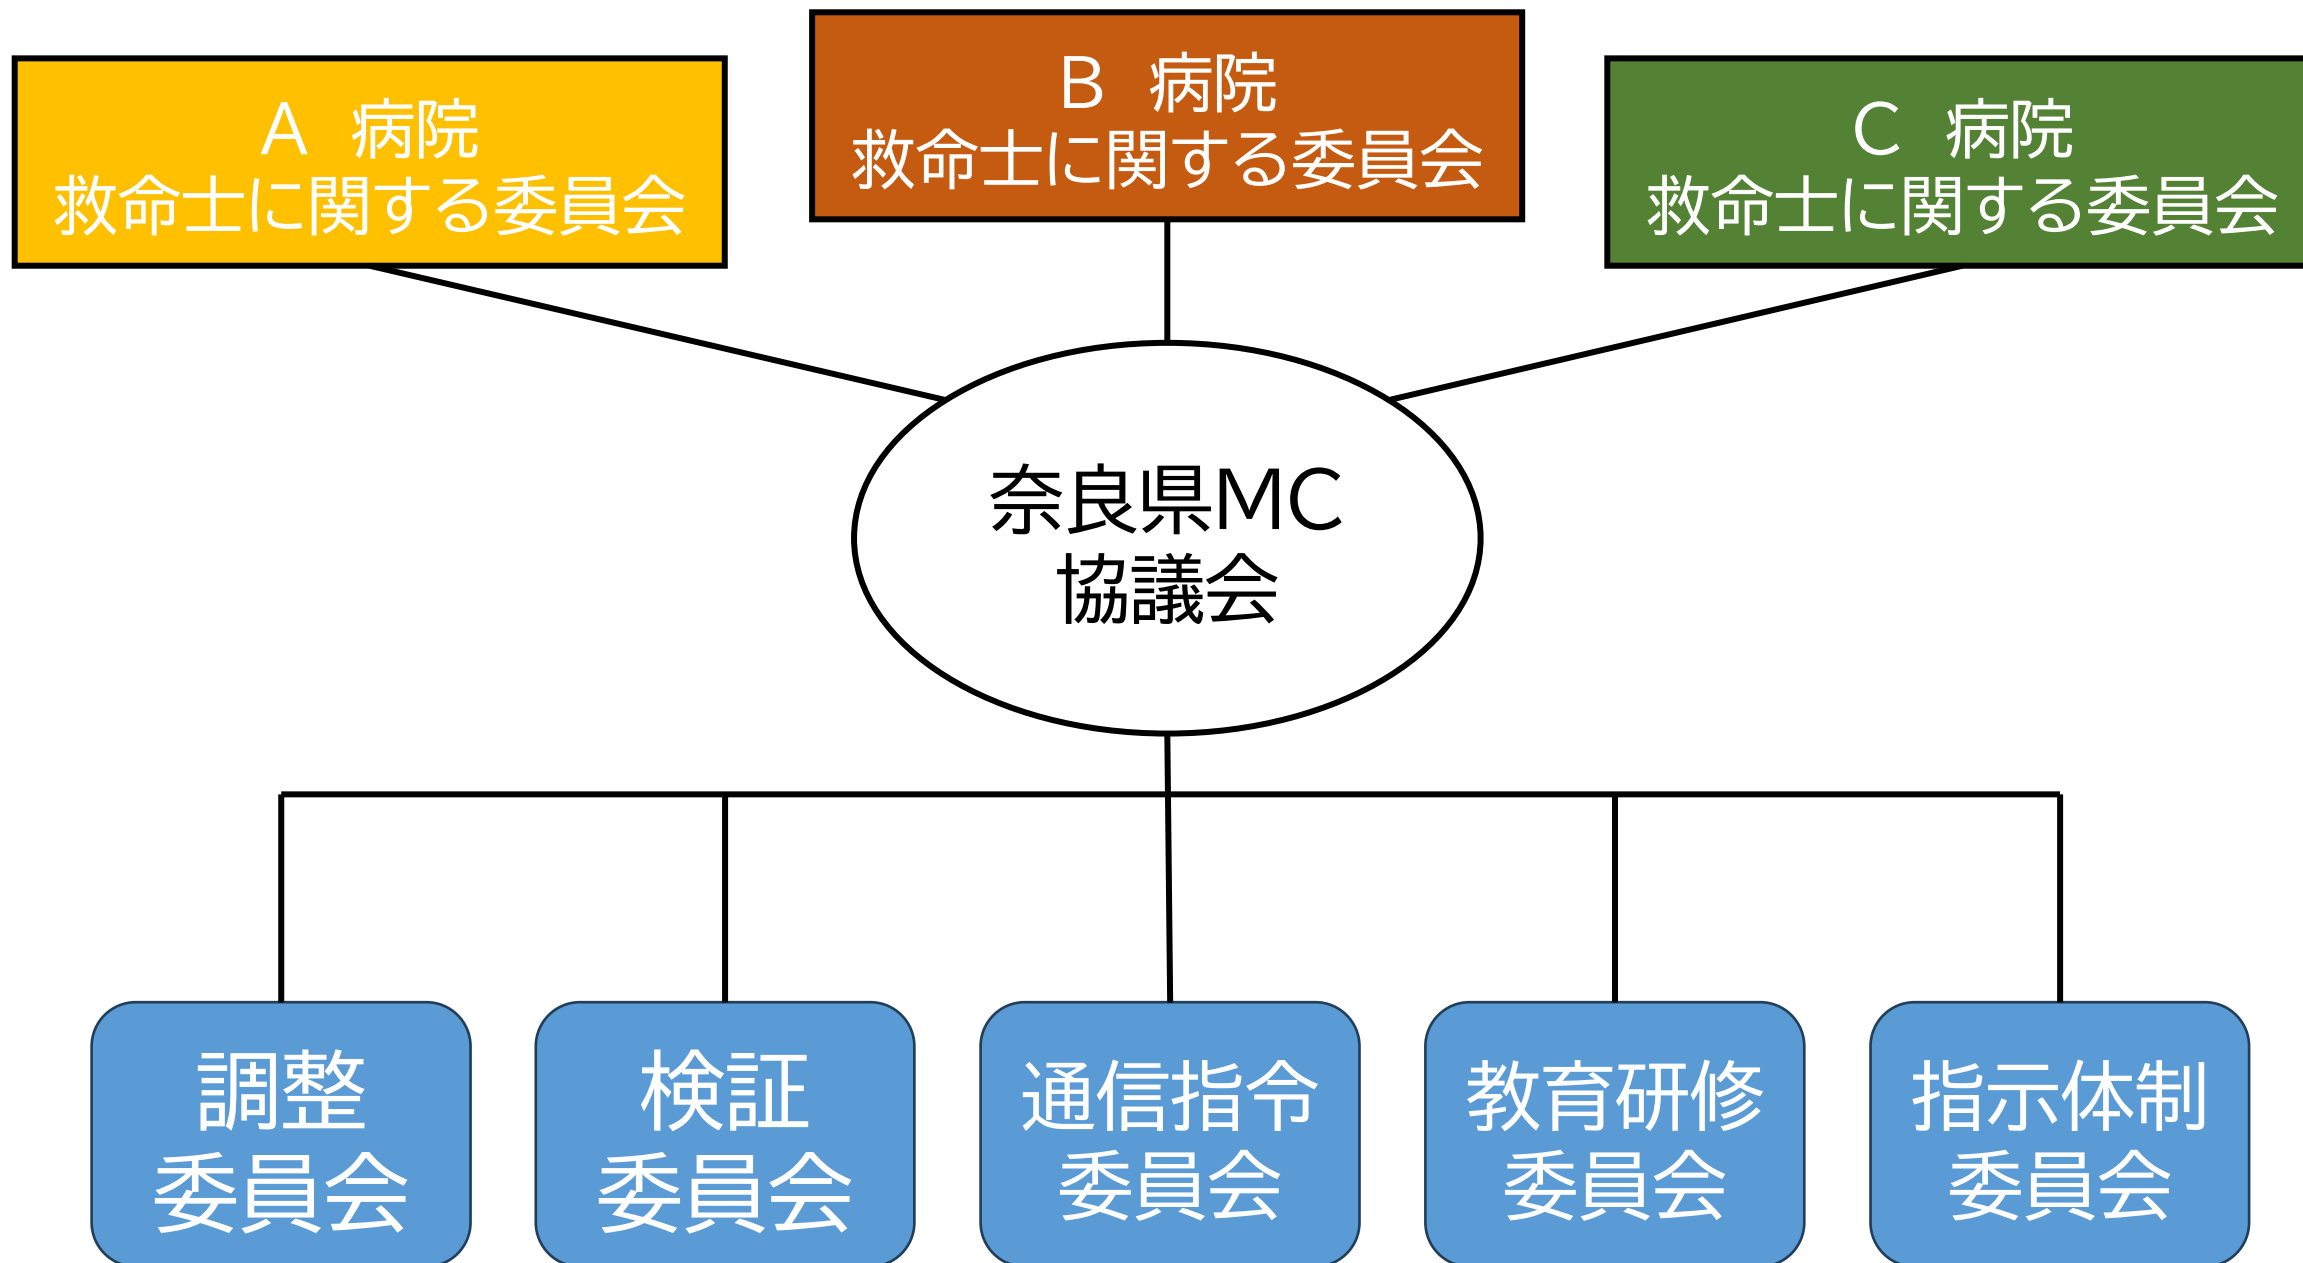 A 病院
救命士に関する委員会
B 病院
救命士に関する委員会
C 病院
救命士に関する委員会
奈良県MC
協議会
調整
委員会
検証
委員会
通信指令
委員会
教育研修
委員会
指示体制
委員会